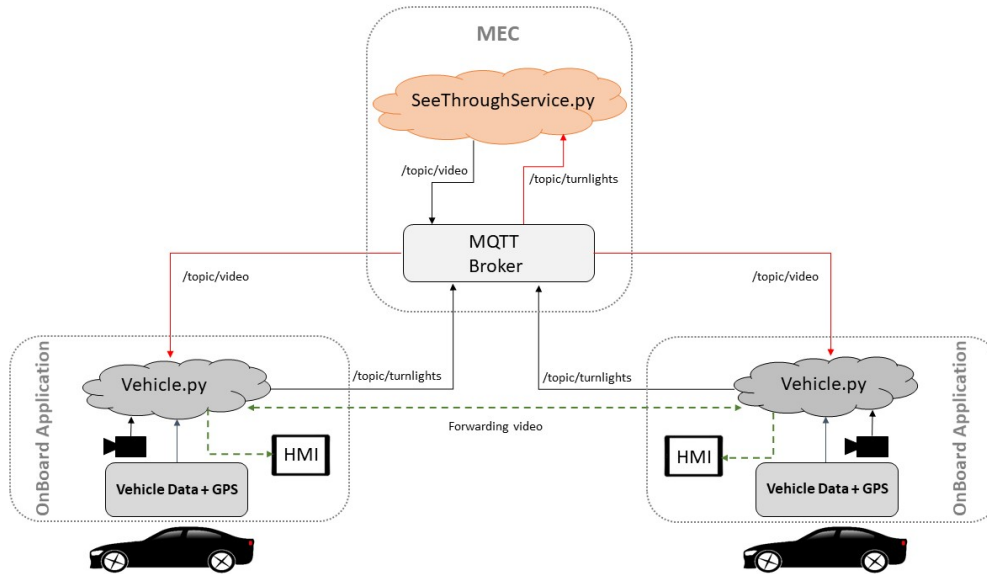 MEC
SeeThroughService.py
/topic/video
/topic/turnlights
MQTT
Broker
/topic/video
/topic/video
OnBoard Application
Vehicle.py
/topic/turnlights
/topic/turnlights
Vehicle.py
OnBoard Application
Forwarding video
HMI
HMI
Vehicle Data + GPS
Vehicle Data + GPS